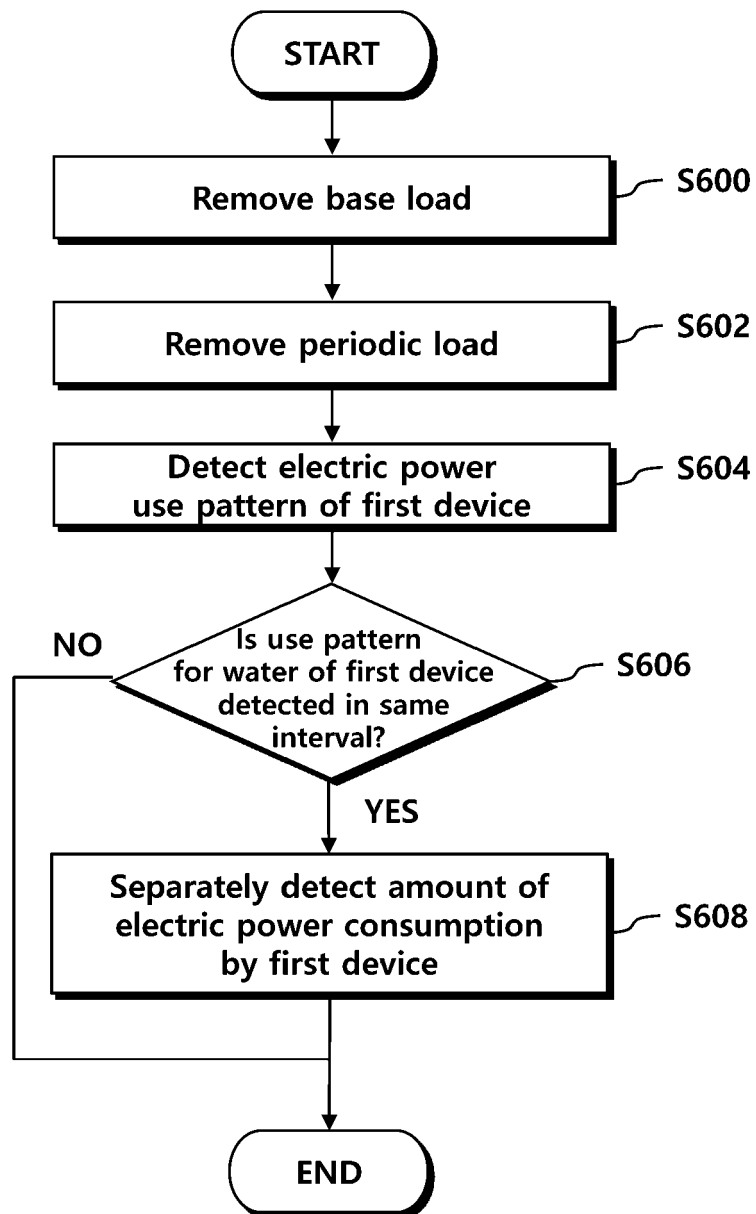 START
Remove base load
S600
Remove periodic load
S602
Detect electric power
use pattern of first device
S604
Is use pattern
for water of first device
detected in same
interval?
S606
NO
YES
Separately detect amount of
electric power consumption
by first device
S608
END